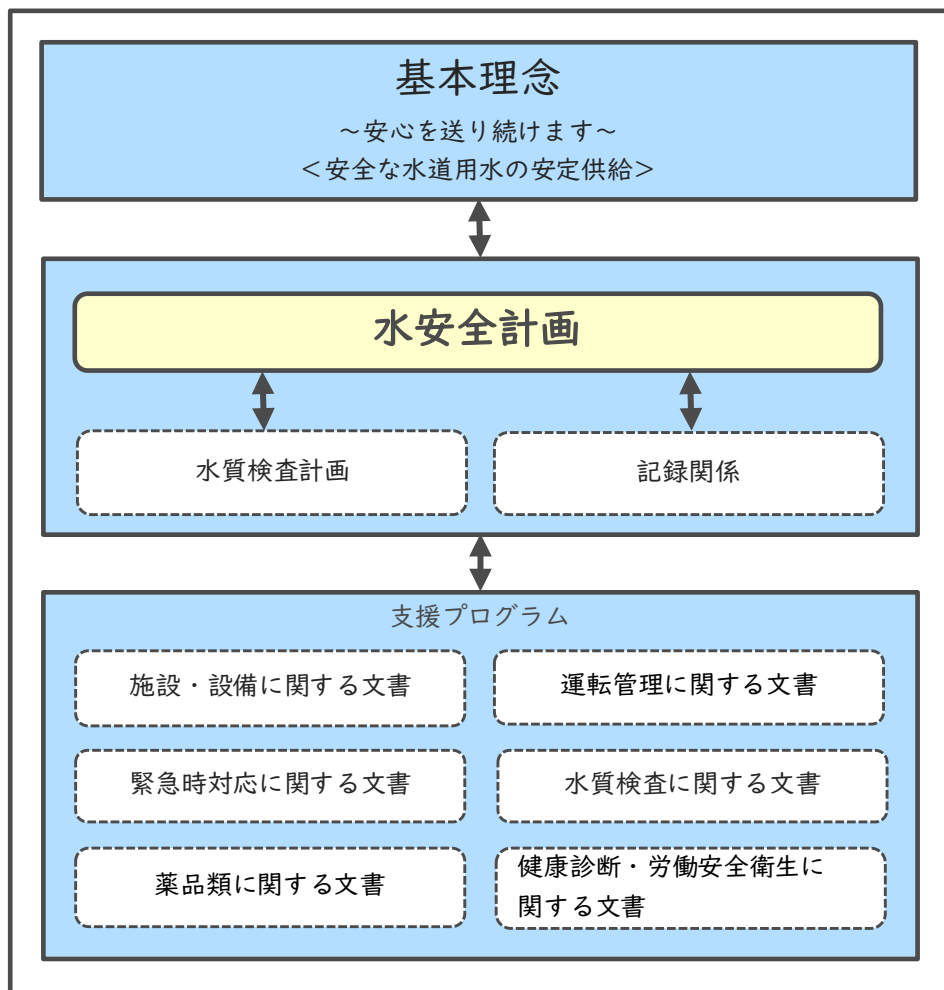 基本理念
～安心を送り続けます～
＜安全な水道用水の安定供給＞
水安全計画
水質検査計画
記録関係
支援プログラム
施設・設備に関する文書
運転管理に関する文書
緊急時対応に関する文書
水質検査に関する文書
薬品類に関する文書
健康診断・労働安全衛生に
関する文書